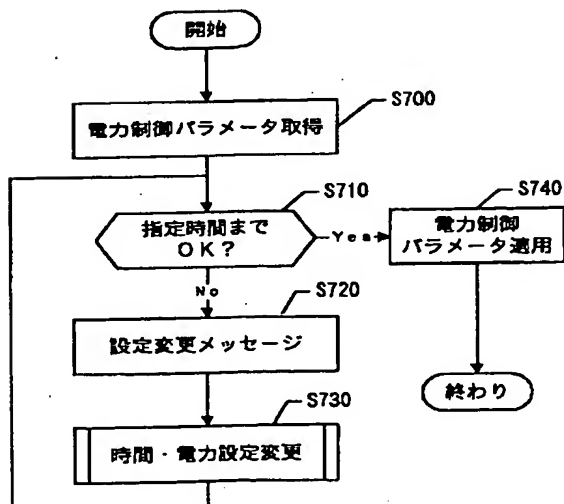 開始
S700
電力制御パラメータ取得
S710
指定時間まで
OK?
Yes
S740
電力制御
パラメータ適用
No
S720
設定変更メッセージ
終わり
S730
時間・電力設定変更